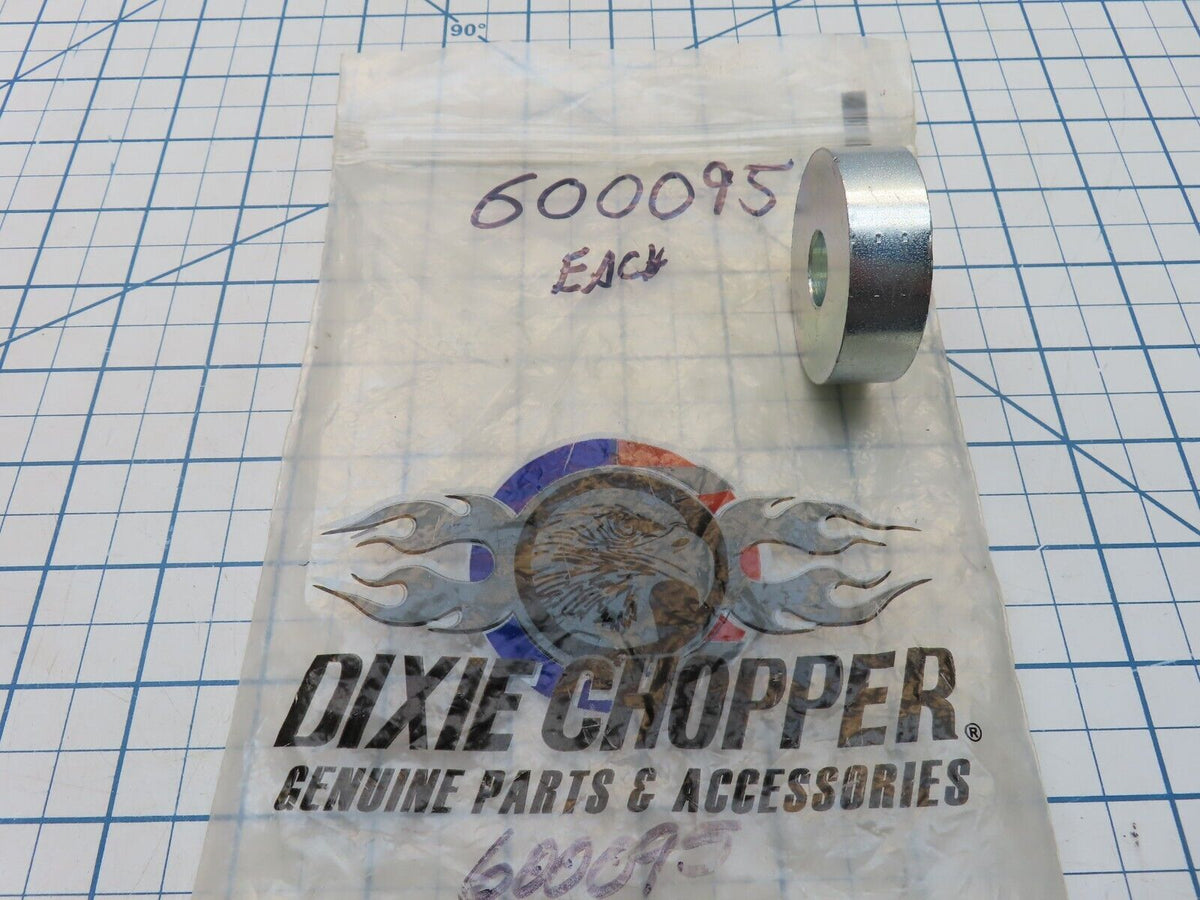 90°
600095
EACH
DIXIE CHOPPER®
GENUINE PARTS & ACCESSORIES
600095